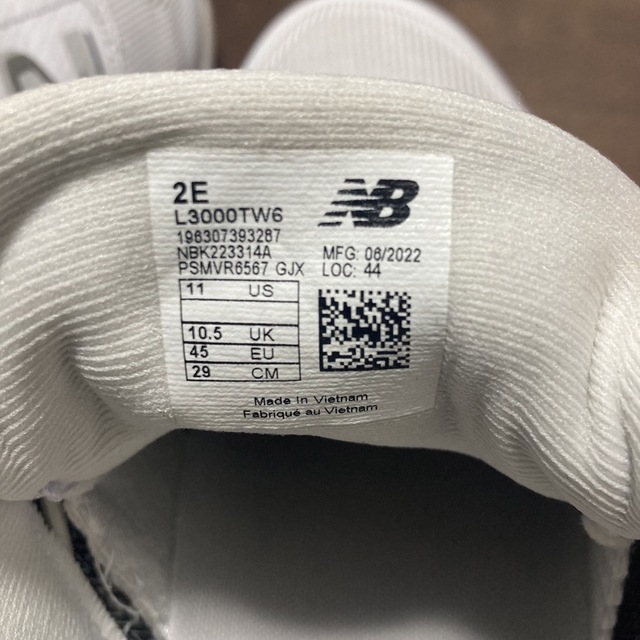 2E
L3000TW6
NB
196307393287
NBK223314A
MFG: 06/2022
PSMVR6567 GJX
LOC: 44
11 US
10.5 UK
45 EU
29 CM
Made In Vietnam
Fabriqué au Vietnam